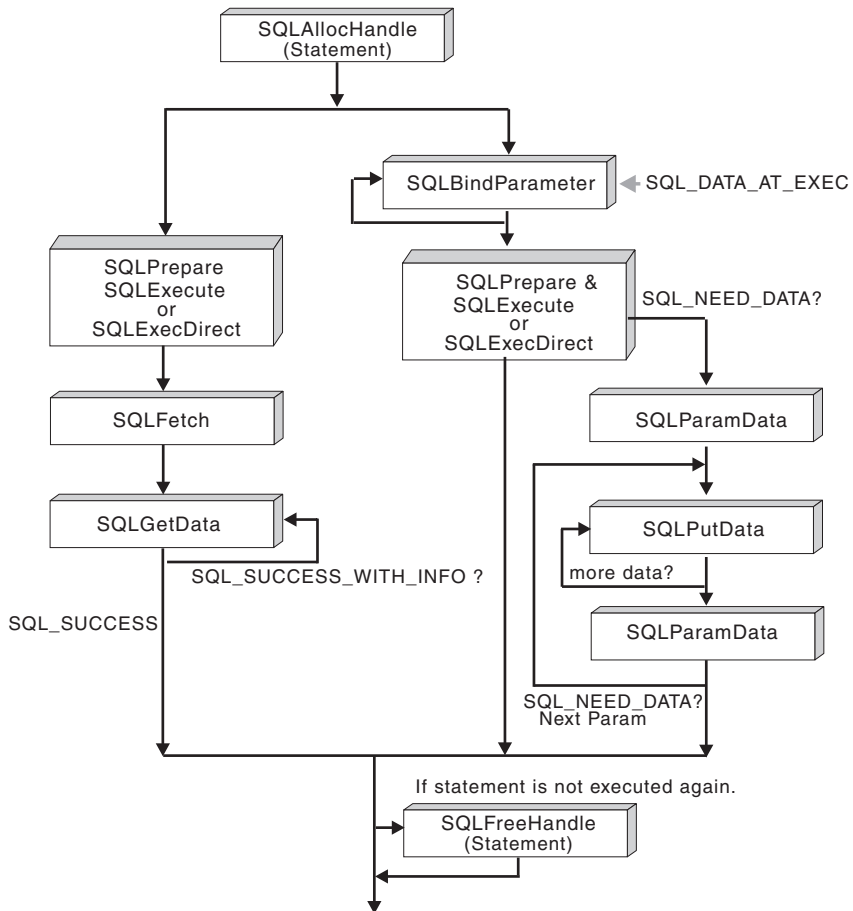 SQLAllocHandle
(Statement)
SQLBindParameter
SQL_DATA_AT_EXEC
SQLPrepare
SQLExecute
or
SQLExecDirect
SQLPrepare &
SQLExecute
or
SQLExecDirect
SQL_NEED_DATA?
SQLFetch
SQLParamData
SQLGetData
SQLPutData
SQL_SUCCESS_WITH_INFO ?
more data?
SQL_SUCCESS
SQLParamData
SQL_NEED_DATA?
Next Param
If statement is not executed again.
SQLFreeHandle
(Statement)